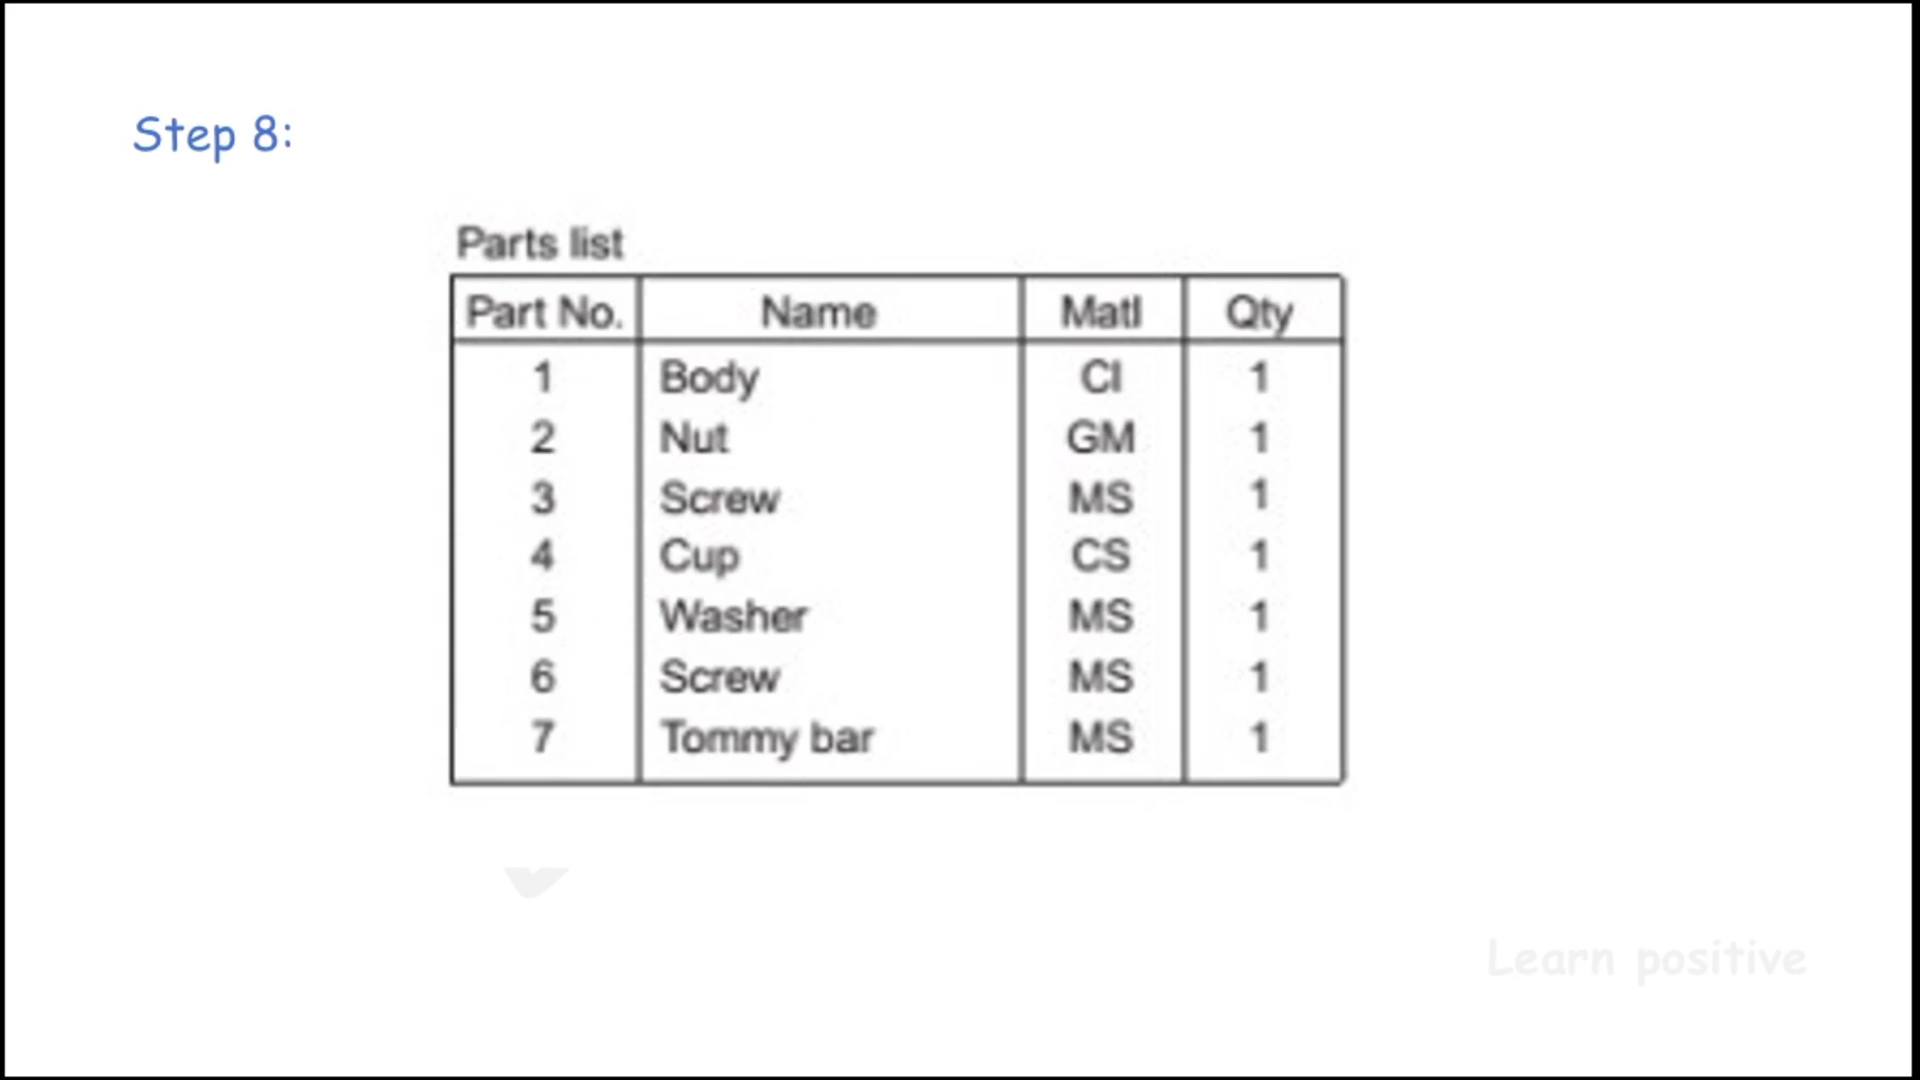 Step 8:
Parts list
Part No. Name Matl Qty
1 Body CI 1
2 Nut GM 1
3 Screw MS 1
4 Cup CS 1
5 Washer MS 1
6 Screw MS 1
7 Tommy bar MS 1
Learn positive